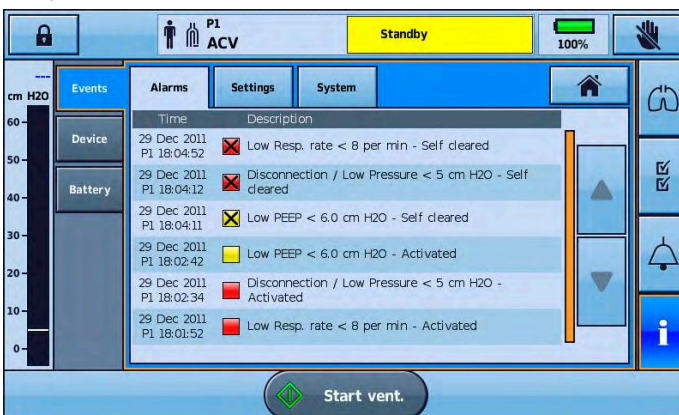 P1
ACV
Standby
100%
---
cm H2O
60
50
40
30
20
10
0
Events
Device
Battery
Alarms
Settings
System
Time Description
29 Dec 2011
P1 18:04:52
Low Resp. rate < 8 per min - Self cleared
29 Dec 2011
P1 18:04:12
Disconnection / Low Pressure < 5 cm H2O - Self
cleared
29 Dec 2011
P1 18:04:11
Low PEEP < 6.0 cm H2O - Self cleared
29 Dec 2011
P1 18:02:42
Low PEEP < 6.0 cm H2O - Activated
29 Dec 2011
P1 18:02:34
Disconnection / Low Pressure < 5 cm H2O -
Activated
29 Dec 2011
P1 18:01:52
Low Resp. rate < 8 per min - Activated
i
Start vent.